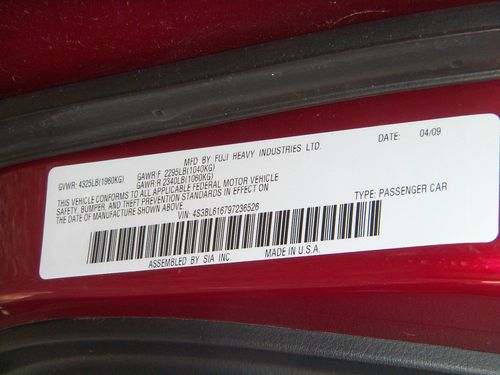 MFD BY FUJI HEAVY INDUSTRIES LTD. DATE: 04/09
GVWR: 4325LB(1960KG) GAWR:F 2295LB(1040KG)
GAWR:R 2340LB(1060KG)
THIS VEHICLE CONFORMS TO ALL APPLICABLE FEDERAL MOTOR VEHICLE
SAFETY, BUMPER, AND THEFT PREVENTION STANDARDS IN EFFECT ON
THE DATE OF MANUFACTURE SHOWN ABOVE.
VIN: 4S3BL616797236526 TYPE: PASSENGER CAR
ASSEMBLED BY SIA INC. MADE IN U.S.A.